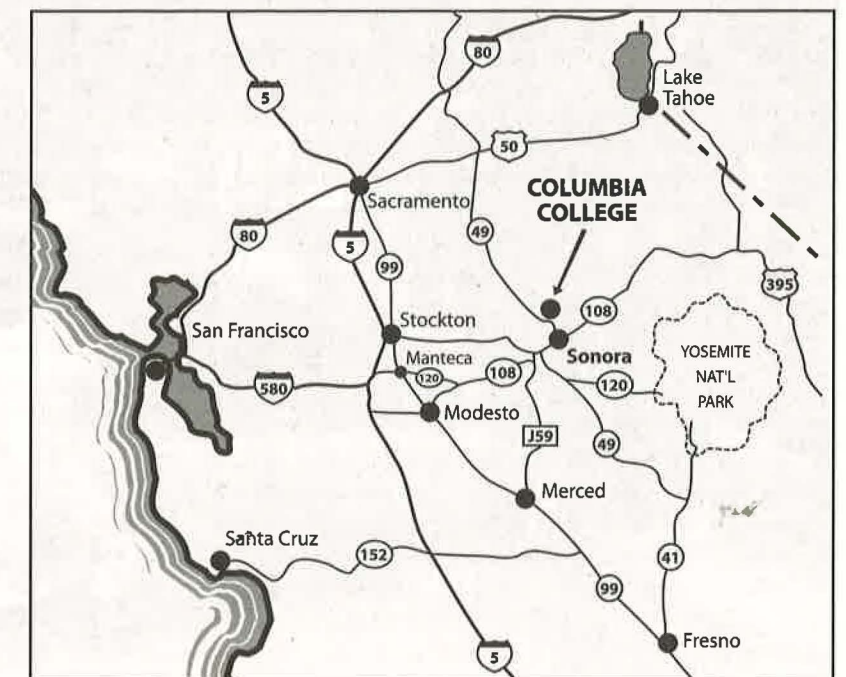 80
5
Lake
Tahoe
50
COLUMBIA
COLLEGE
Sacramento
80
5
49
99
395
108
San Francisco
Stockton
Sonora
YOSEMITE
NAT'L
PARK
Manteca
120
108
120
580
Modesto
J59
49
Merced
Santa Cruz
152
41
99
Fresno
5